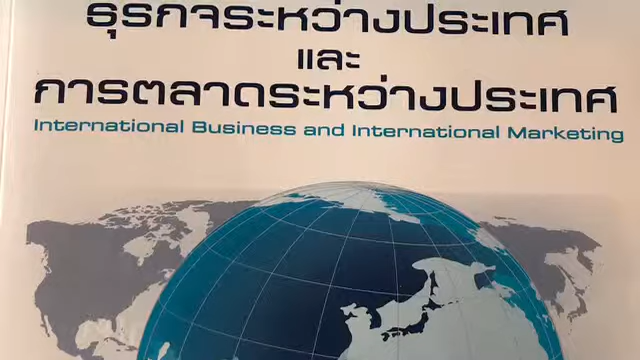 ธุรกิจระหว่างประเทศ
และ
การตลาดระหว่างประเทศ
International Business and International Marketing